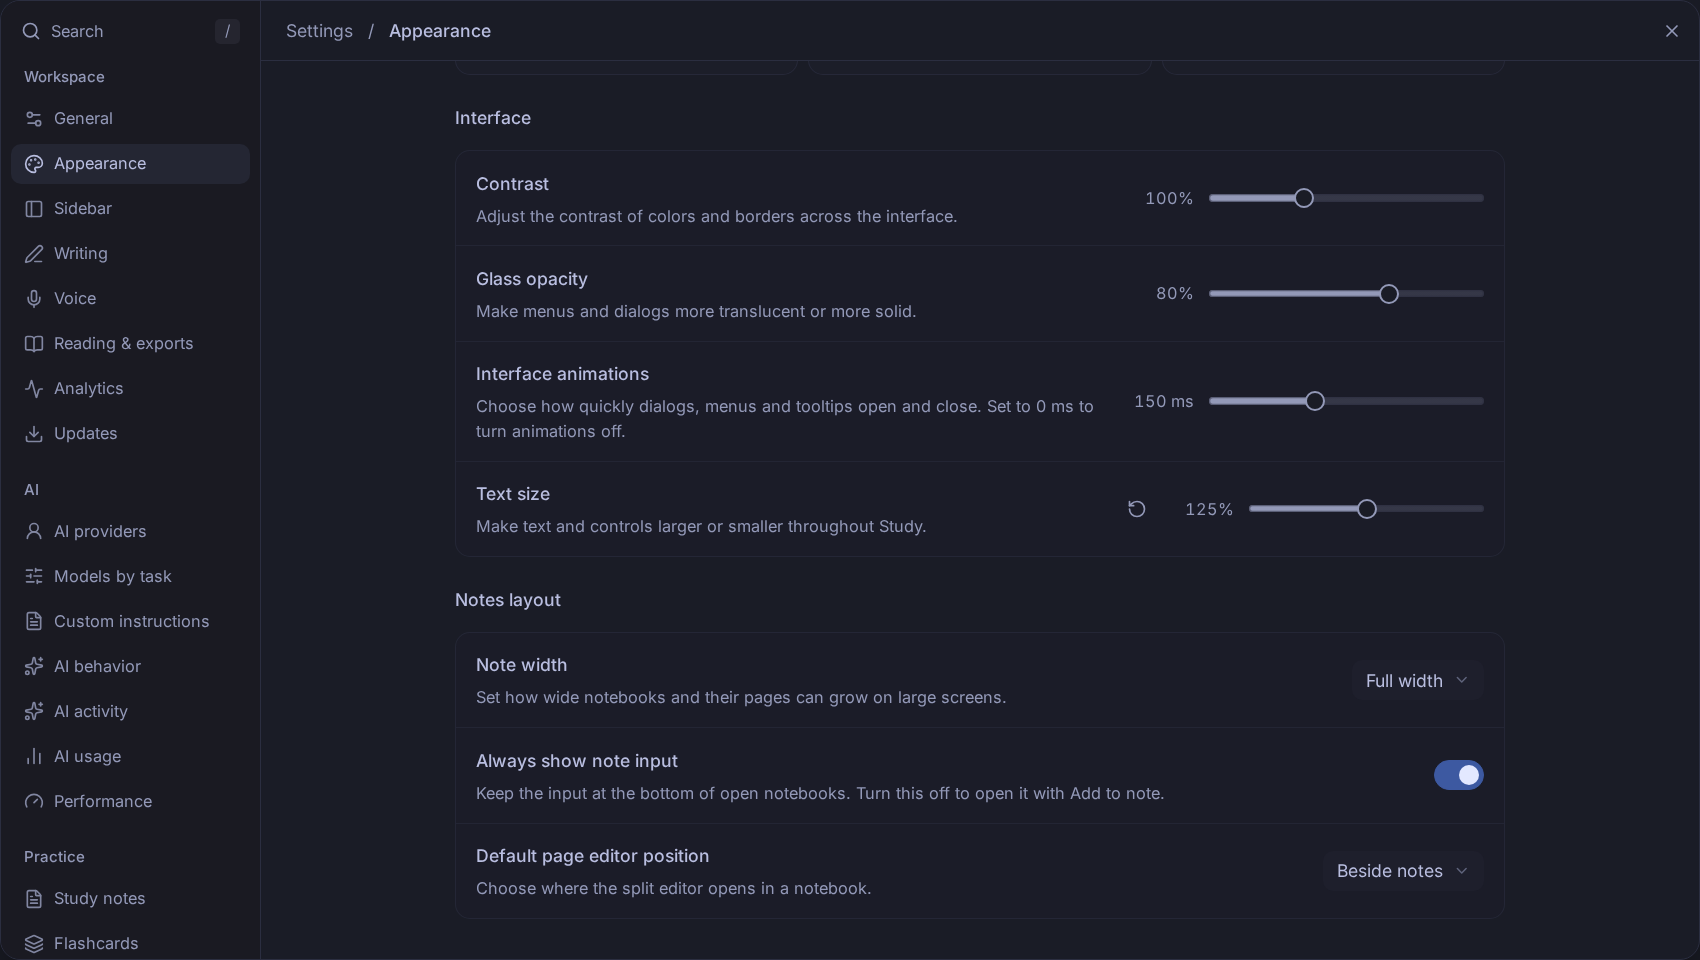 Search /
Settings / Appearance
Workspace
General
Appearance
Sidebar
Writing
Voice
Reading & exports
Analytics
Updates
AI
AI providers
Models by task
Custom instructions
AI behavior
AI activity
AI usage
Performance
Practice
Study notes
Flashcards
Interface
Contrast
Adjust the contrast of colors and borders across the interface.
100%
Glass opacity
Make menus and dialogs more translucent or more solid.
80%
Interface animations
Choose how quickly dialogs, menus and tooltips open and close. Set to 0 ms to
turn animations off.
150 ms
Text size
Make text and controls larger or smaller throughout Study.
125%
Notes layout
Note width
Set how wide notebooks and their pages can grow on large screens.
Full width
Always show note input
Keep the input at the bottom of open notebooks. Turn this off to open it with Add to note.
Default page editor position
Choose where the split editor opens in a notebook.
Beside notes